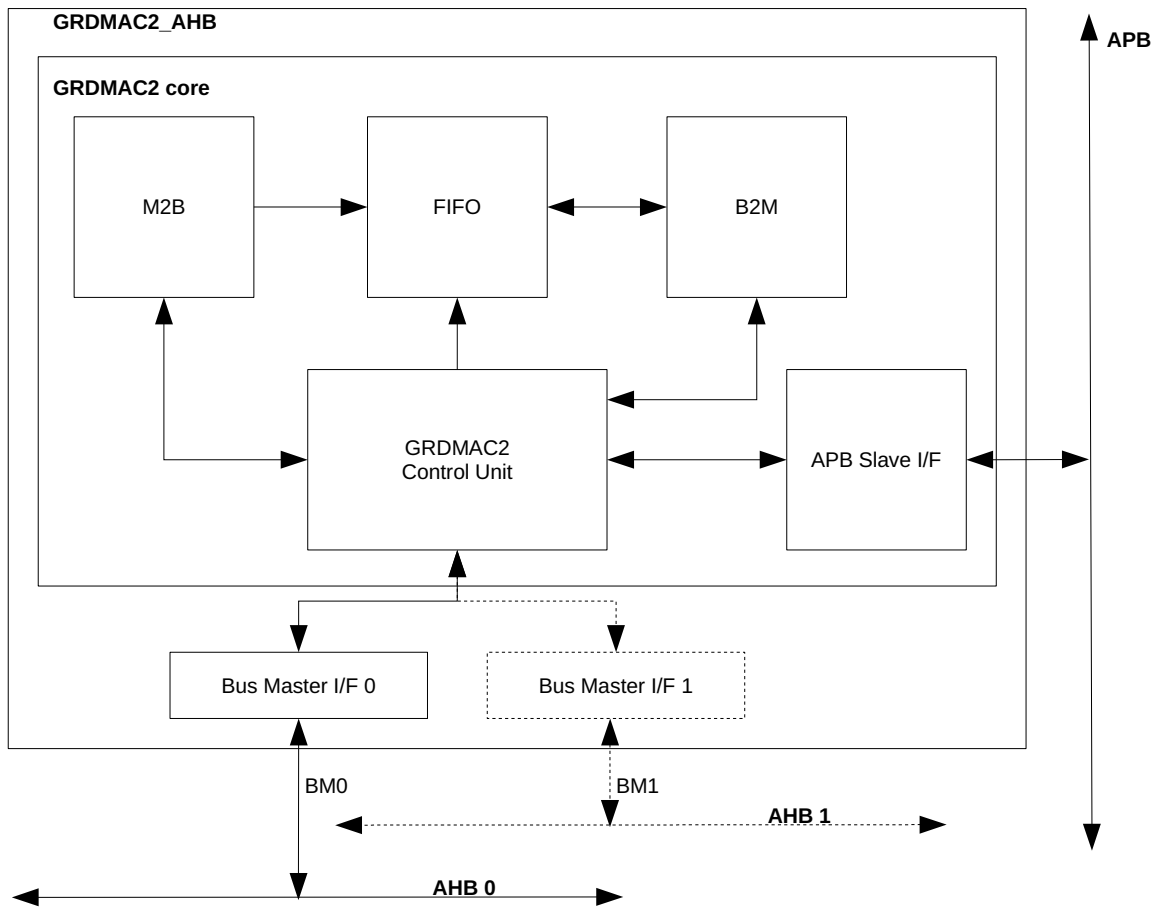 GRDMAC2_AHB
APB
GRDMAC2 core
M2B
FIFO
B2M
GRDMAC2
Control Unit
APB Slave I/F
Bus Master I/F 0
Bus Master I/F 1
BM0
BM1
AHB 1
AHB 0